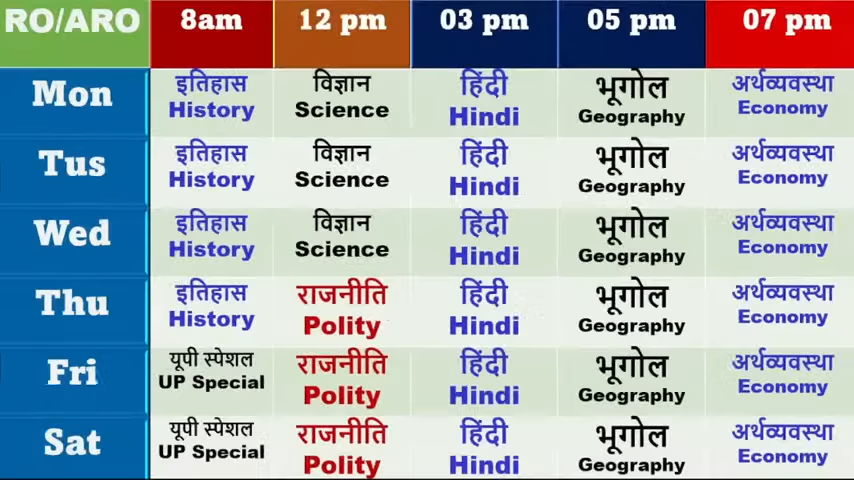 RO/ARO 8am 12 pm 03 pm 05 pm 07 pm
Mon इतिहास विज्ञान हिंदी भूगोल अर्थव्यवस्था
History Science Hindi Geography Economy
Tus इतिहास विज्ञान हिंदी भूगोल अर्थव्यवस्था
History Science Hindi Geography Economy
Wed इतिहास विज्ञान हिंदी भूगोल अर्थव्यवस्था
History Science Hindi Geography Economy
Thu इतिहास राजनीति हिंदी भूगोल अर्थव्यवस्था
History Polity Hindi Geography Economy
Fri यूपी स्पेशल राजनीति हिंदी भूगोल अर्थव्यवस्था
UP Special Polity Hindi Geography Economy
Sat यूपी स्पेशल राजनीति हिंदी भूगोल अर्थव्यवस्था
UP Special Polity Hindi Geography Economy